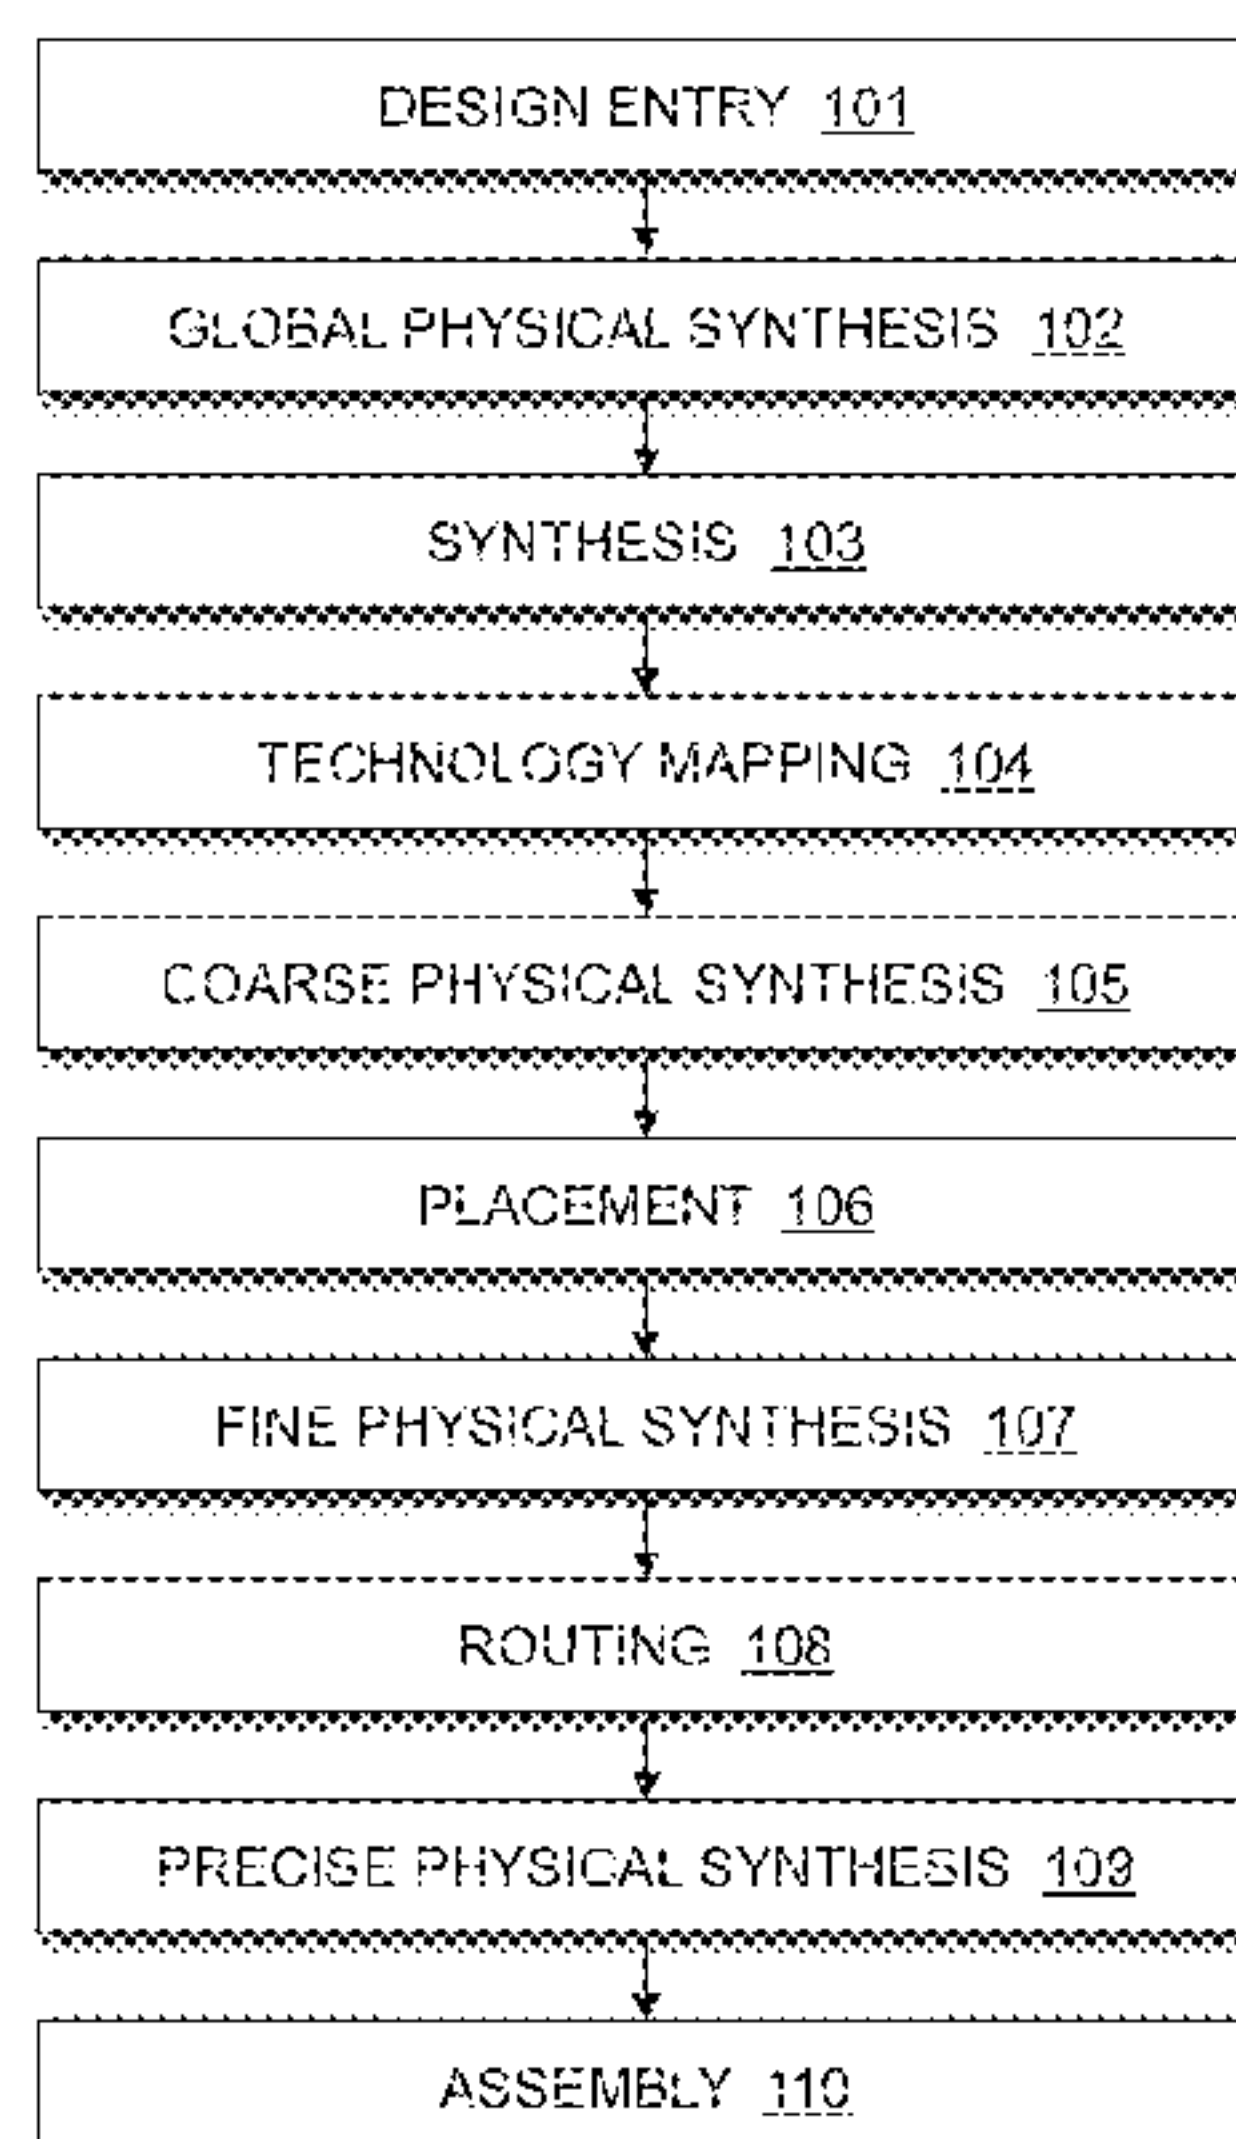 DESIGN ENTRY 101
GLOBAL PHYSICAL SYNTHESIS 102
SYNTHESIS 103
TECHNOLOGY MAPPING 104
COARSE PHYSICAL SYNTHESIS 105
PLACEMENT 106
FINE PHYSICAL SYNTHESIS 107
ROUTING 108
PRECISE PHYSICAL SYNTHESIS 109
ASSEMBLY 110